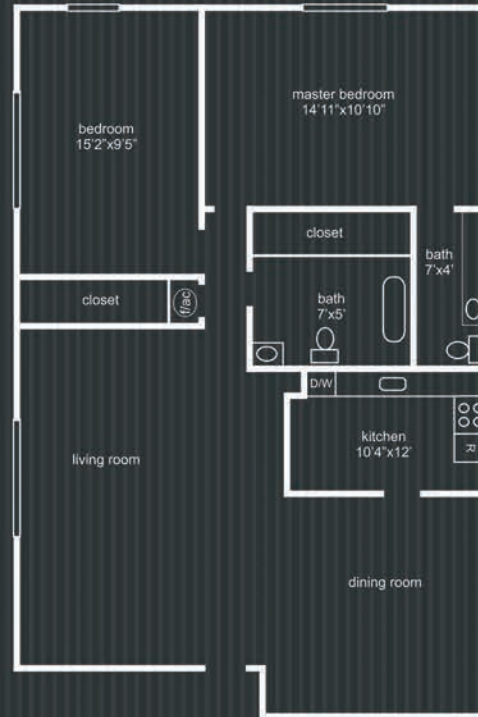 master bedroom
14'11"x10'10"
bedroom
15'2"x9'5"
closet
bath
7'x4'
closet
f/ac
bath
7'x5'
D/W
kitchen
10'4"x12'
R
living room
dining room